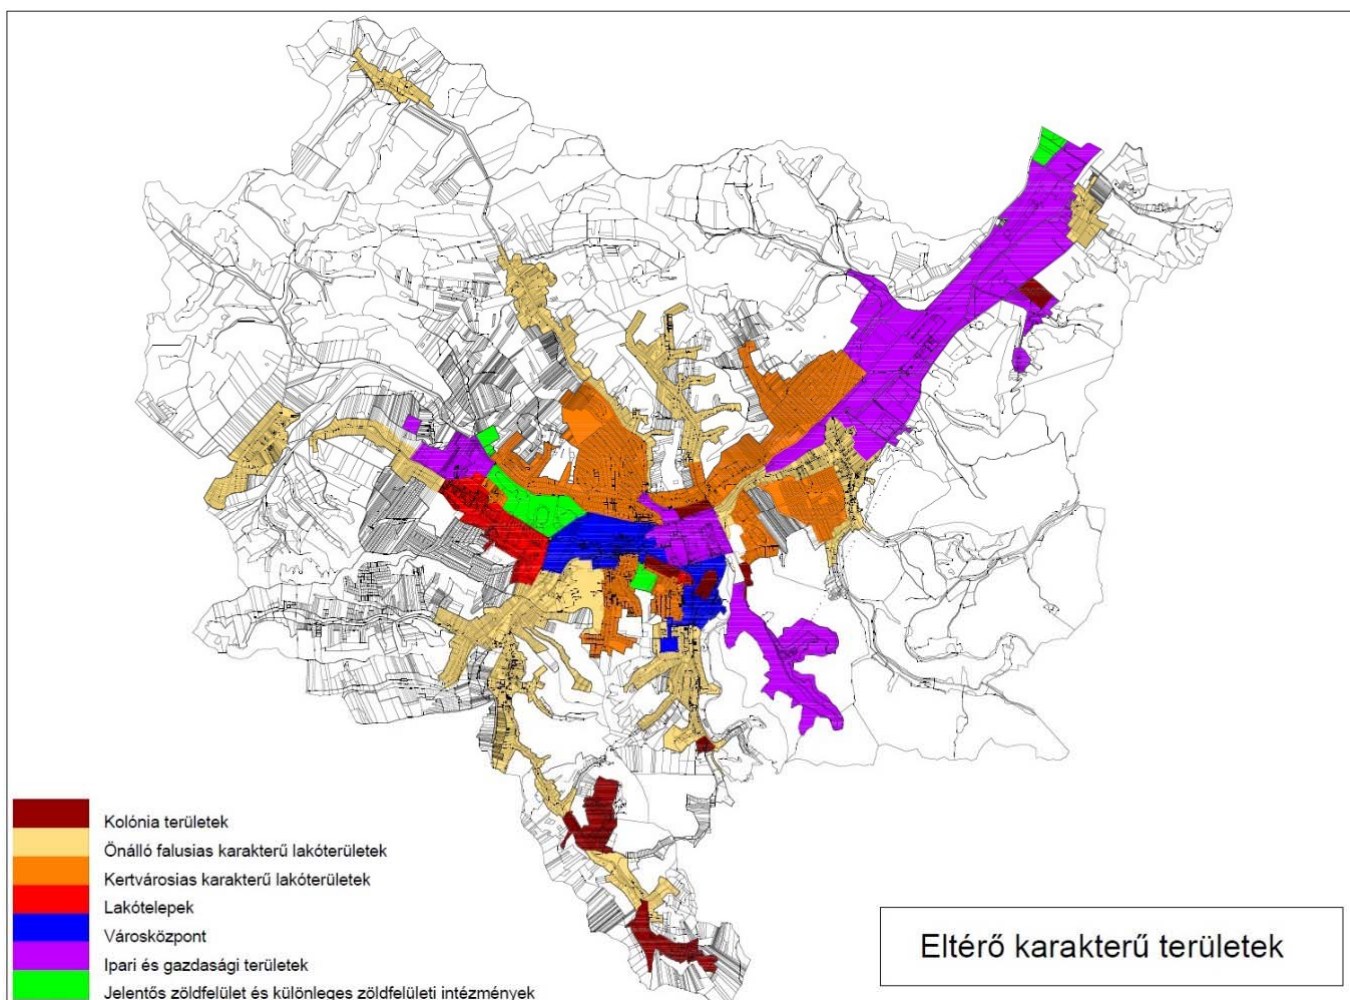 Kolónia területek
Önálló falusias karakterű lakóterületek
Kertvárosias karakterű lakóterületek
Lakótelepek
Városközpont
Ipari és gazdasági területek
Jelentős zöldfelület és különleges zöldfelületi intézmények
Eltérő karakterű területek